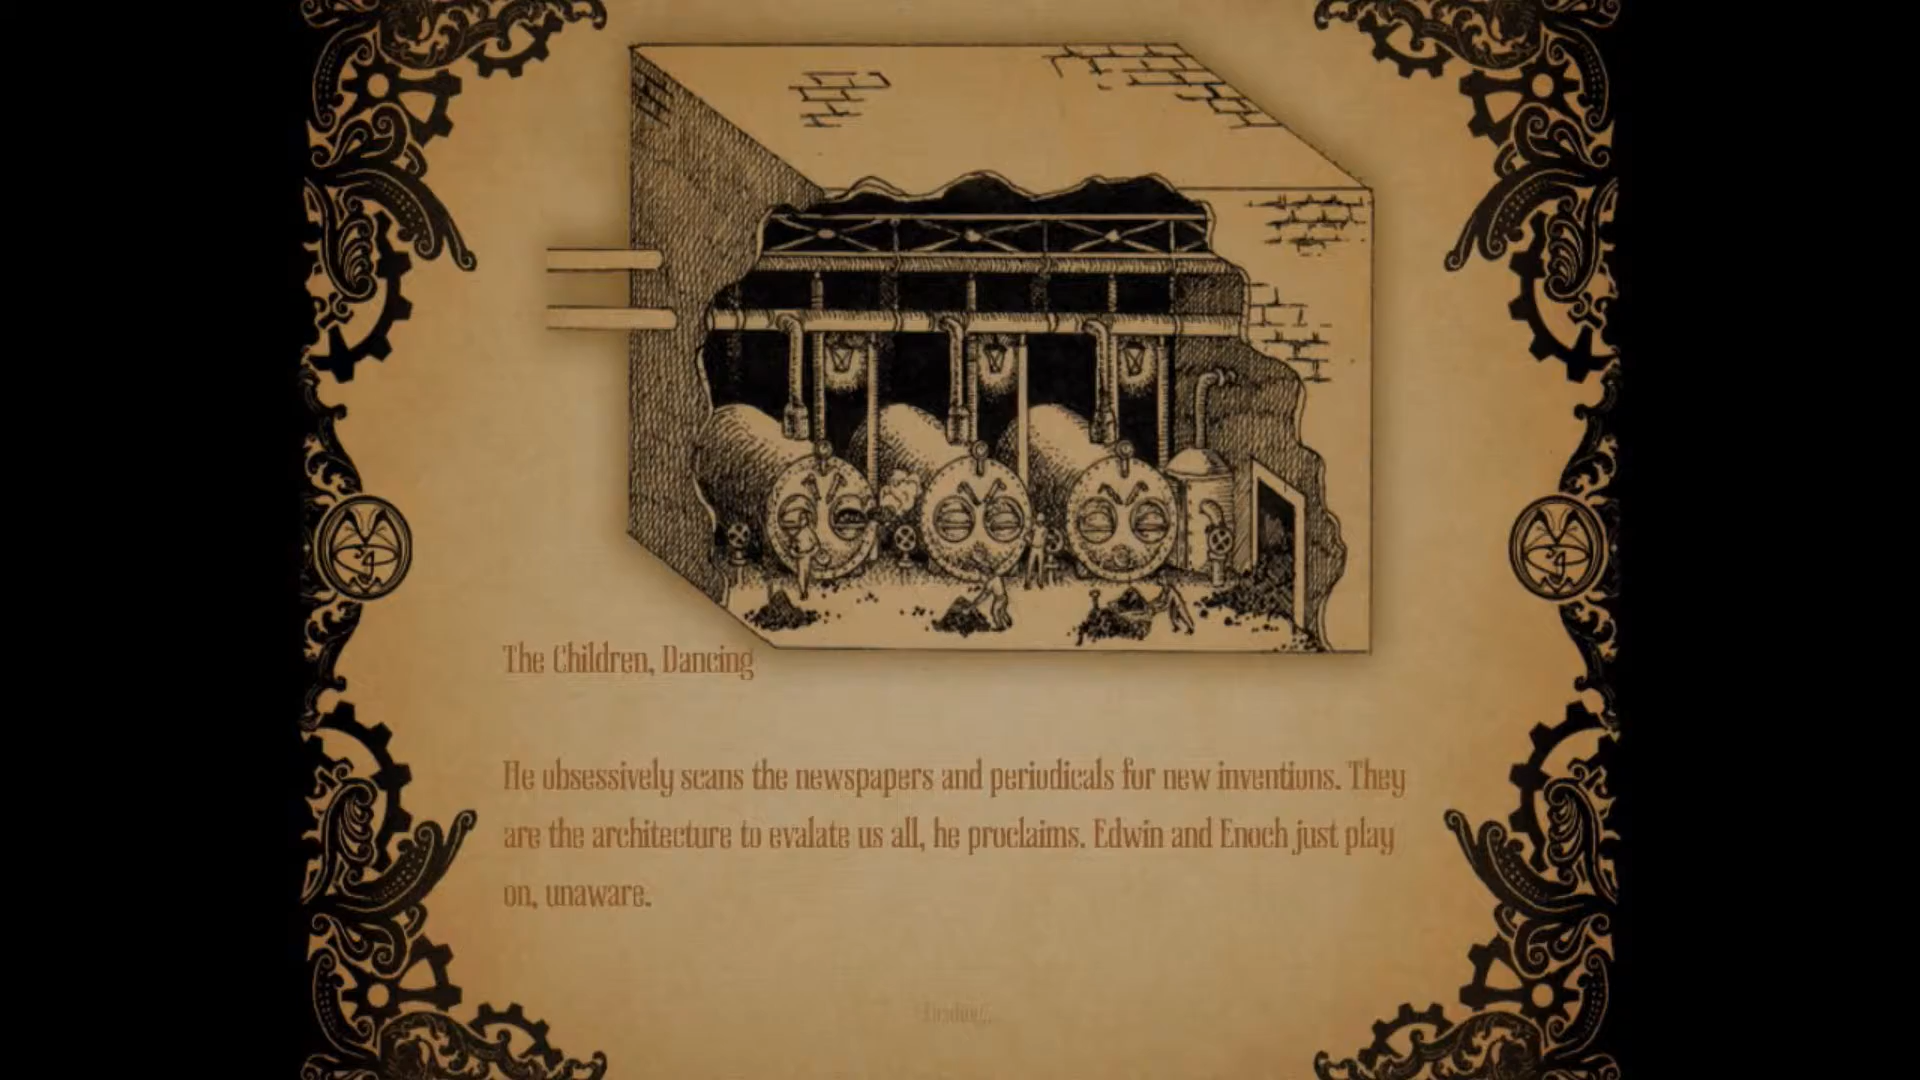 The Children, Dancing
He obsessively scans the newspapers and periodicals for new inventions. They
are the architecture to evalate us all, he proclaims. Edwin and Enoch just play
on, unaware.